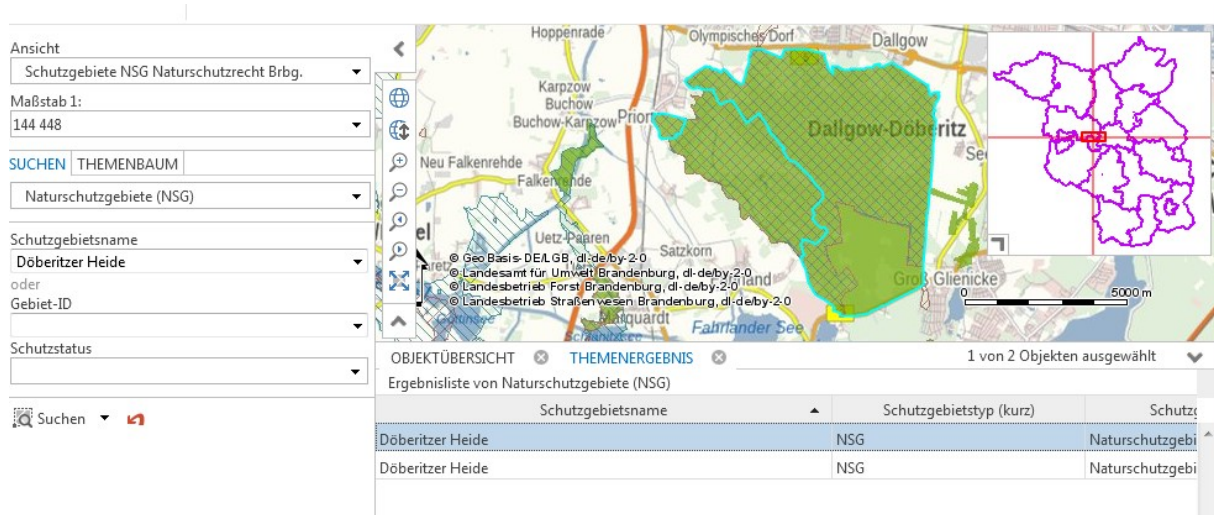 Ansicht
Schutzgebiete NSG Naturschutzrecht Brbg.
Maßstab 1:
144 448
SUCHEN THEMENBAUM
Naturschutzgebiete (NSG)
Schutzgebietsname
Döberitzer Heide
oder
Gebiet-ID
Schutzstatus
Suchen
Hoppenrade
Olympisches Dorf
Dallgow
Karpzow
Buchow
Buchow-Karpzow
Priort
Dallgow-Döberitz
See
Neu Falkenrehde
Falkenrehde
Uetz-Paaren
Satzkorn
© GeoBasis-DE/LGB, dl-de/by-2-0
© Landesamt für Umwelt Brandenburg, dl-de/by-2-0
© Landesbetrieb Forst Brandenburg, dl-de/by-2-0
© Landesbetrieb Straßenwesen Brandenburg, dl-de/by-2-0
Groß Glienicke
0 5000 m
Marquardt
Fahrlander See
OBJEKTÜBERSICHT THEMENERGEBNIS 1 von 2 Objekten ausgewählt
Ergebnisliste von Naturschutzgebiete (NSG)
Schutzgebietsname Schutzgebietstyp (kurz) Schutzg
Döberitzer Heide NSG Naturschutzgebi
Döberitzer Heide NSG Naturschutzgebi